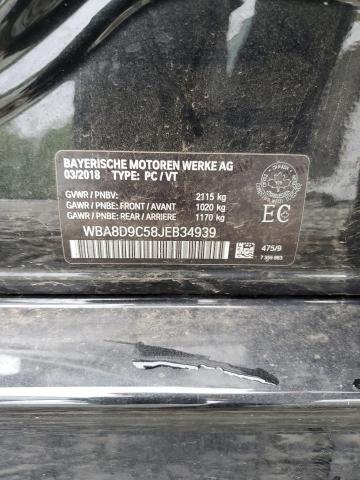 BAYERISCHE MOTOREN WERKE AG
03/2018 TYPE: PC/VT
GVWR / PNBV: 2115 kg
GAWR / PNBE: FRONT / AVANT 1020 kg
GAWR / PNBE: REAR / ARRIERE 1170 kg
WBA8D9C58JEB34939
EC
475/9